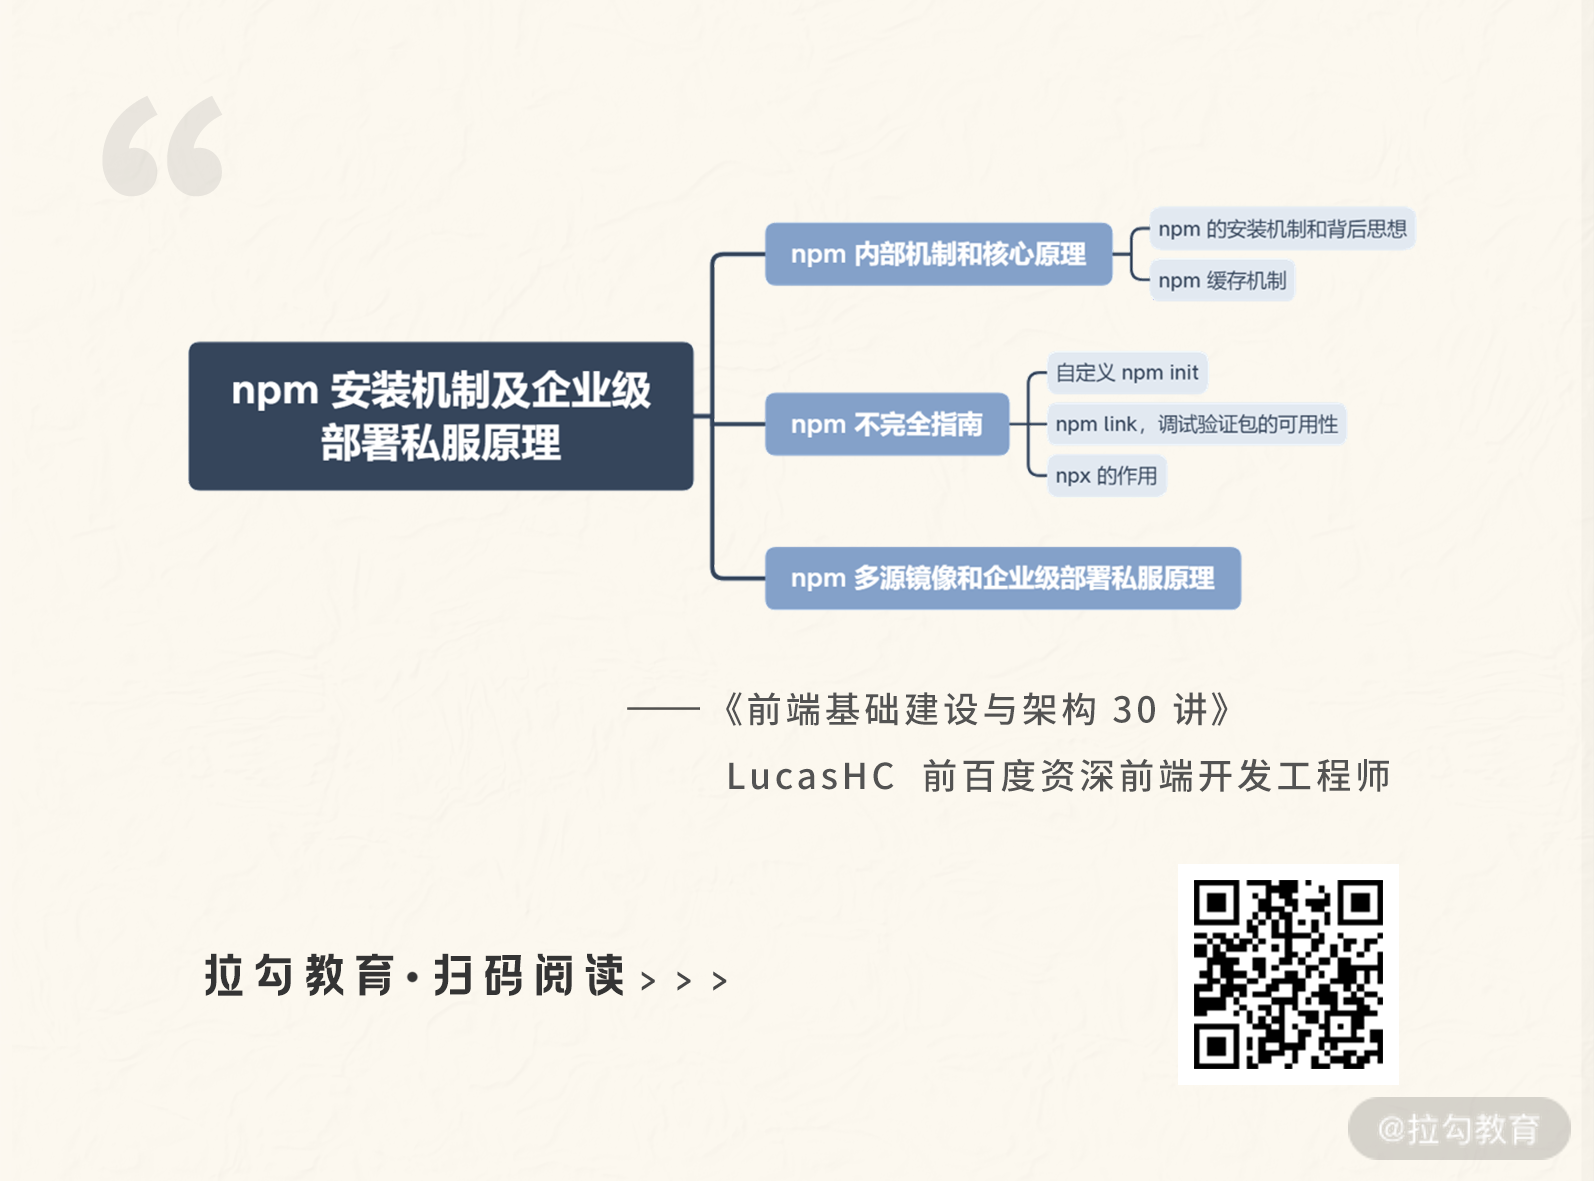 npm 安装机制及企业级
部署私服原理
npm 内部机制和核心原理
npm 的安装机制和背后思想
npm 缓存机制
npm 不完全指南
自定义 npm init
npm link，调试验证包的可用性
npx 的作用
npm 多源镜像和企业级部署私服原理
——《前端基础建设与架构 30 讲》
LucasHC 前百度资深前端开发工程师
拉勾教育·扫码阅读>>>
@拉勾教育